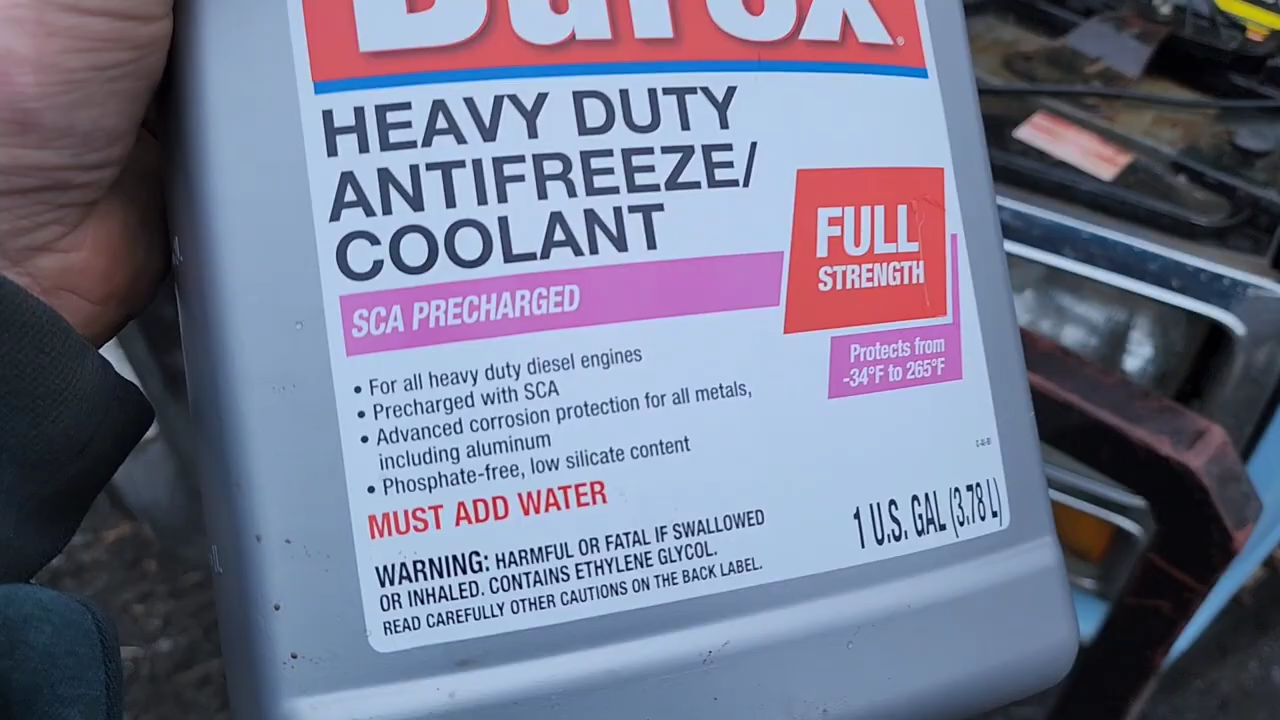 HEAVY DUTY
ANTIFREEZE/
COOLANT
FULL
STRENGTH
SCA PRECHARGED
Protects from
-34°F to 265°F
• For all heavy duty diesel engines
• Precharged with SCA
• Advanced corrosion protection for all metals,
including aluminum
• Phosphate-free, low silicate content
MUST ADD WATER
WARNING: HARMFUL OR FATAL IF SWALLOWED
OR INHALED. CONTAINS ETHYLENE GLYCOL.
READ CAREFULLY OTHER CAUTIONS ON THE BACK LABEL.
1 U.S. GAL (3.78 L)